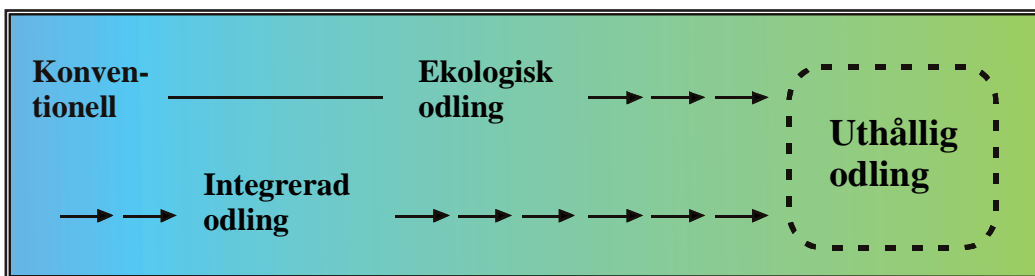 Konven-
tionell
Ekologisk
odling
Integrerad
odling
Uthållig
odling